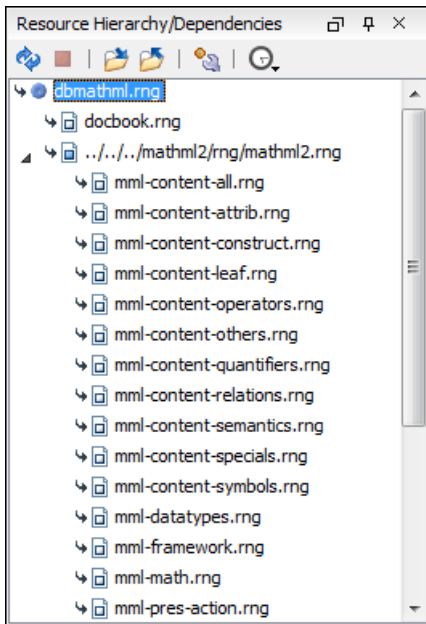 Resource Hierarchy/Dependencies
dbmathml.rng
docbook.rng
../../../mathml2/rng/mathml2.rng
mml-content-all.rng
mml-content-attrib.rng
mml-content-construct.rng
mml-content-leaf.rng
mml-content-operators.rng
mml-content-others.rng
mml-content-quantifiers.rng
mml-content-relations.rng
mml-content-semantics.rng
mml-content-specials.rng
mml-content-symbols.rng
mml-datatypes.rng
mml-framework.rng
mml-math.rng
mml-pres-action.rng